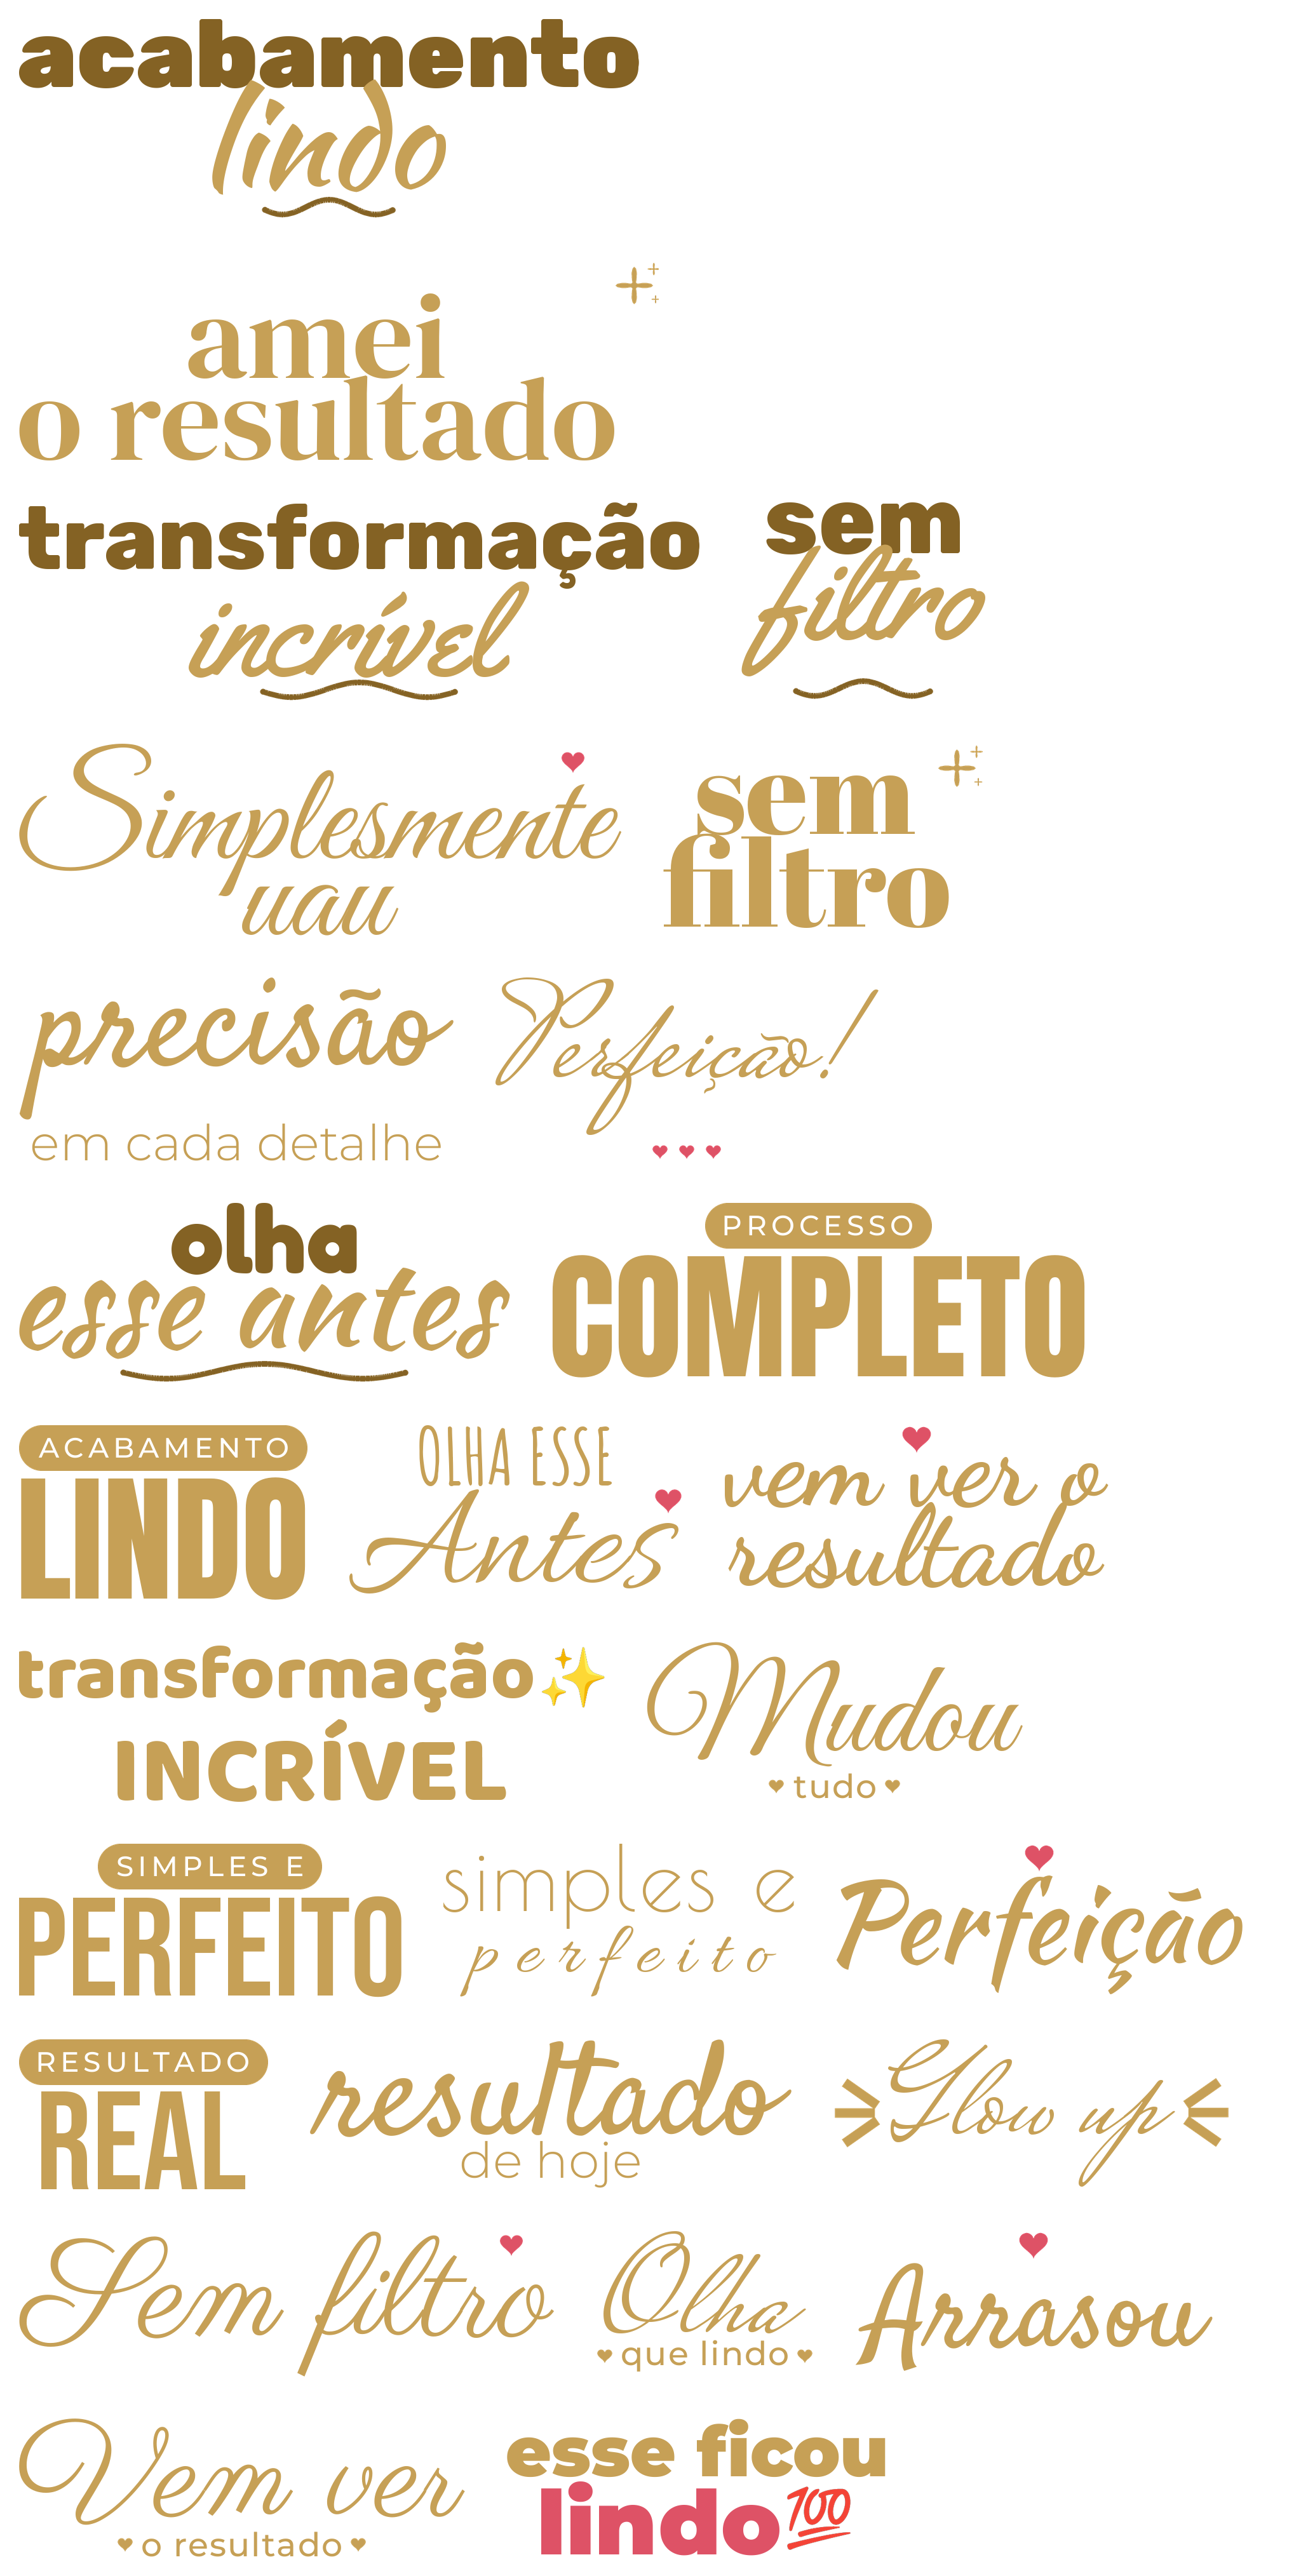 acabamento
lindo
amei
o resultado
transformação
incrível
sem
filtro
Simplesmente
uau
sem
filtro
precisão
em cada detalhe
Perfeição!
olha
esse antes
PROCESSO
COMPLETO
ACABAMENTO
LINDO
OLHA ESSE
Antes
vem ver o
resultado
transformação✨
INCRÍVEL
Mudou
tudo
SIMPLES E
PERFEITO
simples e
perfeito
Perfeição
RESULTADO
REAL
resultado
de hoje
Glow up
Sem filtro
Olha
que lindo
Arrasou
Vem ver
o resultado
esse ficou
lindo💯